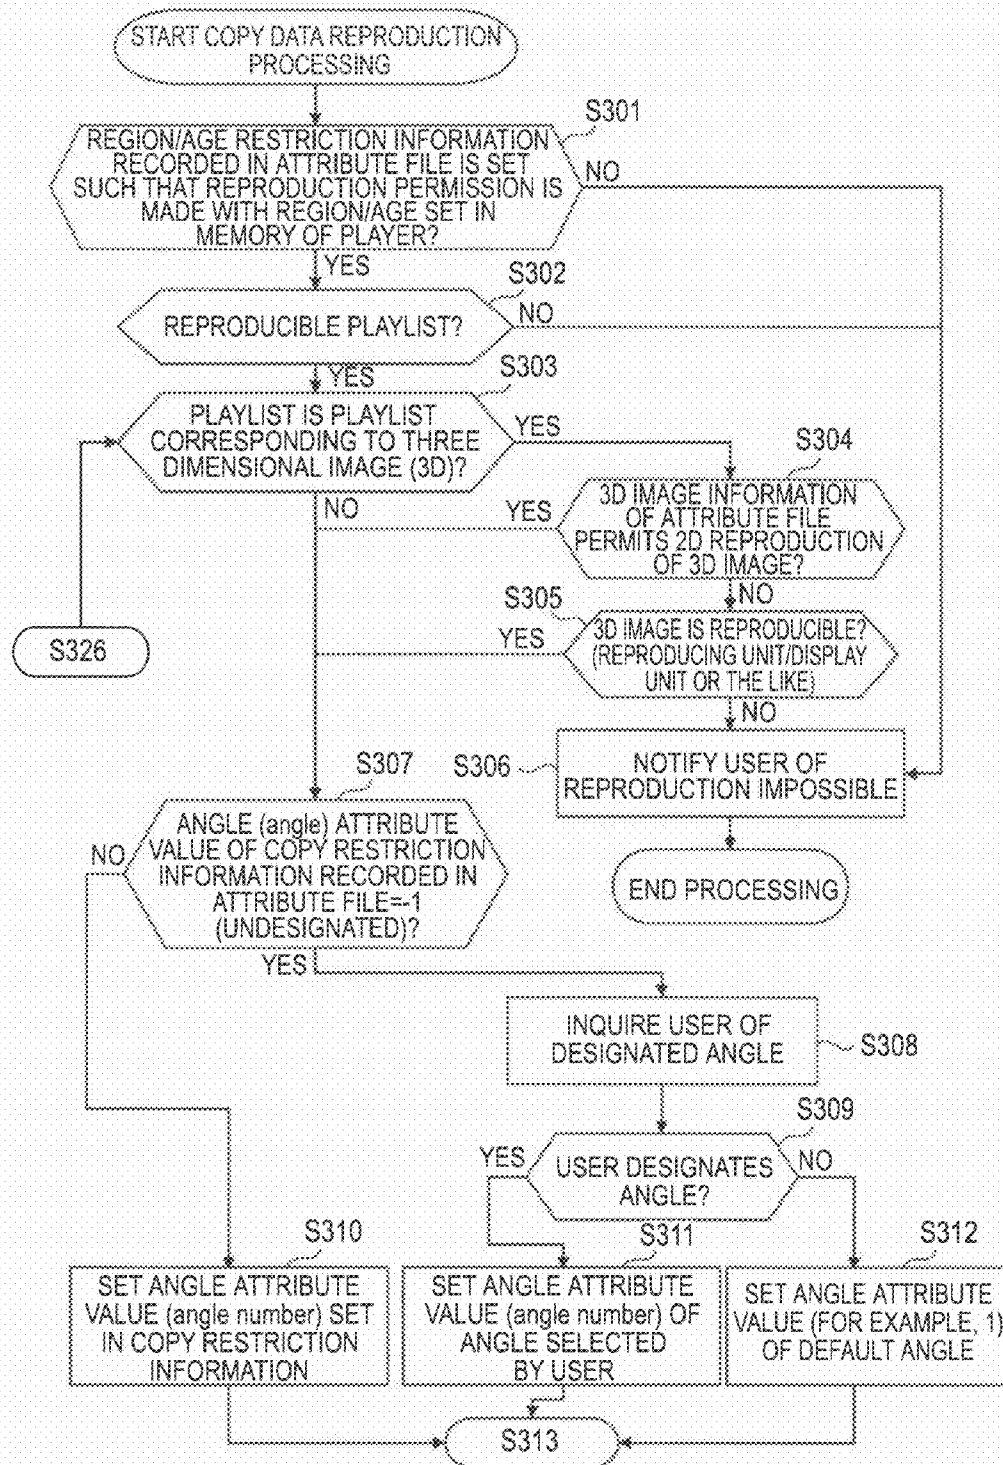 START COPY DATA REPRODUCTION
PROCESSING
S301
REGION/AGE RESTRICTION INFORMATION
RECORDED IN ATTRIBUTE FILE IS SET
SUCH THAT REPRODUCTION PERMISSION IS
MADE WITH REGION/AGE SET IN
MEMORY OF PLAYER?
NO
YES
S302
REPRODUCIBLE PLAYLIST?
NO
YES
S303
PLAYLIST IS PLAYLIST
CORRESPONDING TO THREE
DIMENSIONAL IMAGE (3D)?
YES
NO
S304
3D IMAGE INFORMATION
OF ATTRIBUTE FILE
PERMITS 2D REPRODUCTION
OF 3D IMAGE?
YES
NO
S305
3D IMAGE IS REPRODUCIBLE?
(REPRODUCING UNIT/DISPLAY
UNIT OR THE LIKE)
YES
NO
S326
S306
NOTIFY USER OF
REPRODUCTION IMPOSSIBLE
END PROCESSING
S307
ANGLE (angle) ATTRIBUTE
VALUE OF COPY RESTRICTION
INFORMATION RECORDED IN
ATTRIBUTE FILE=-1
(UNDESIGNATED)?
NO
YES
INQUIRE USER OF
DESIGNATED ANGLE
S308
S309
USER DESIGNATES
ANGLE?
YES
NO
S310
SET ANGLE ATTRIBUTE
VALUE (angle number) SET
IN COPY RESTRICTION
INFORMATION
S311
SET ANGLE ATTRIBUTE
VALUE (angle number) OF
ANGLE SELECTED
BY USER
S312
SET ANGLE ATTRIBUTE
VALUE (FOR EXAMPLE, 1)
OF DEFAULT ANGLE
S313